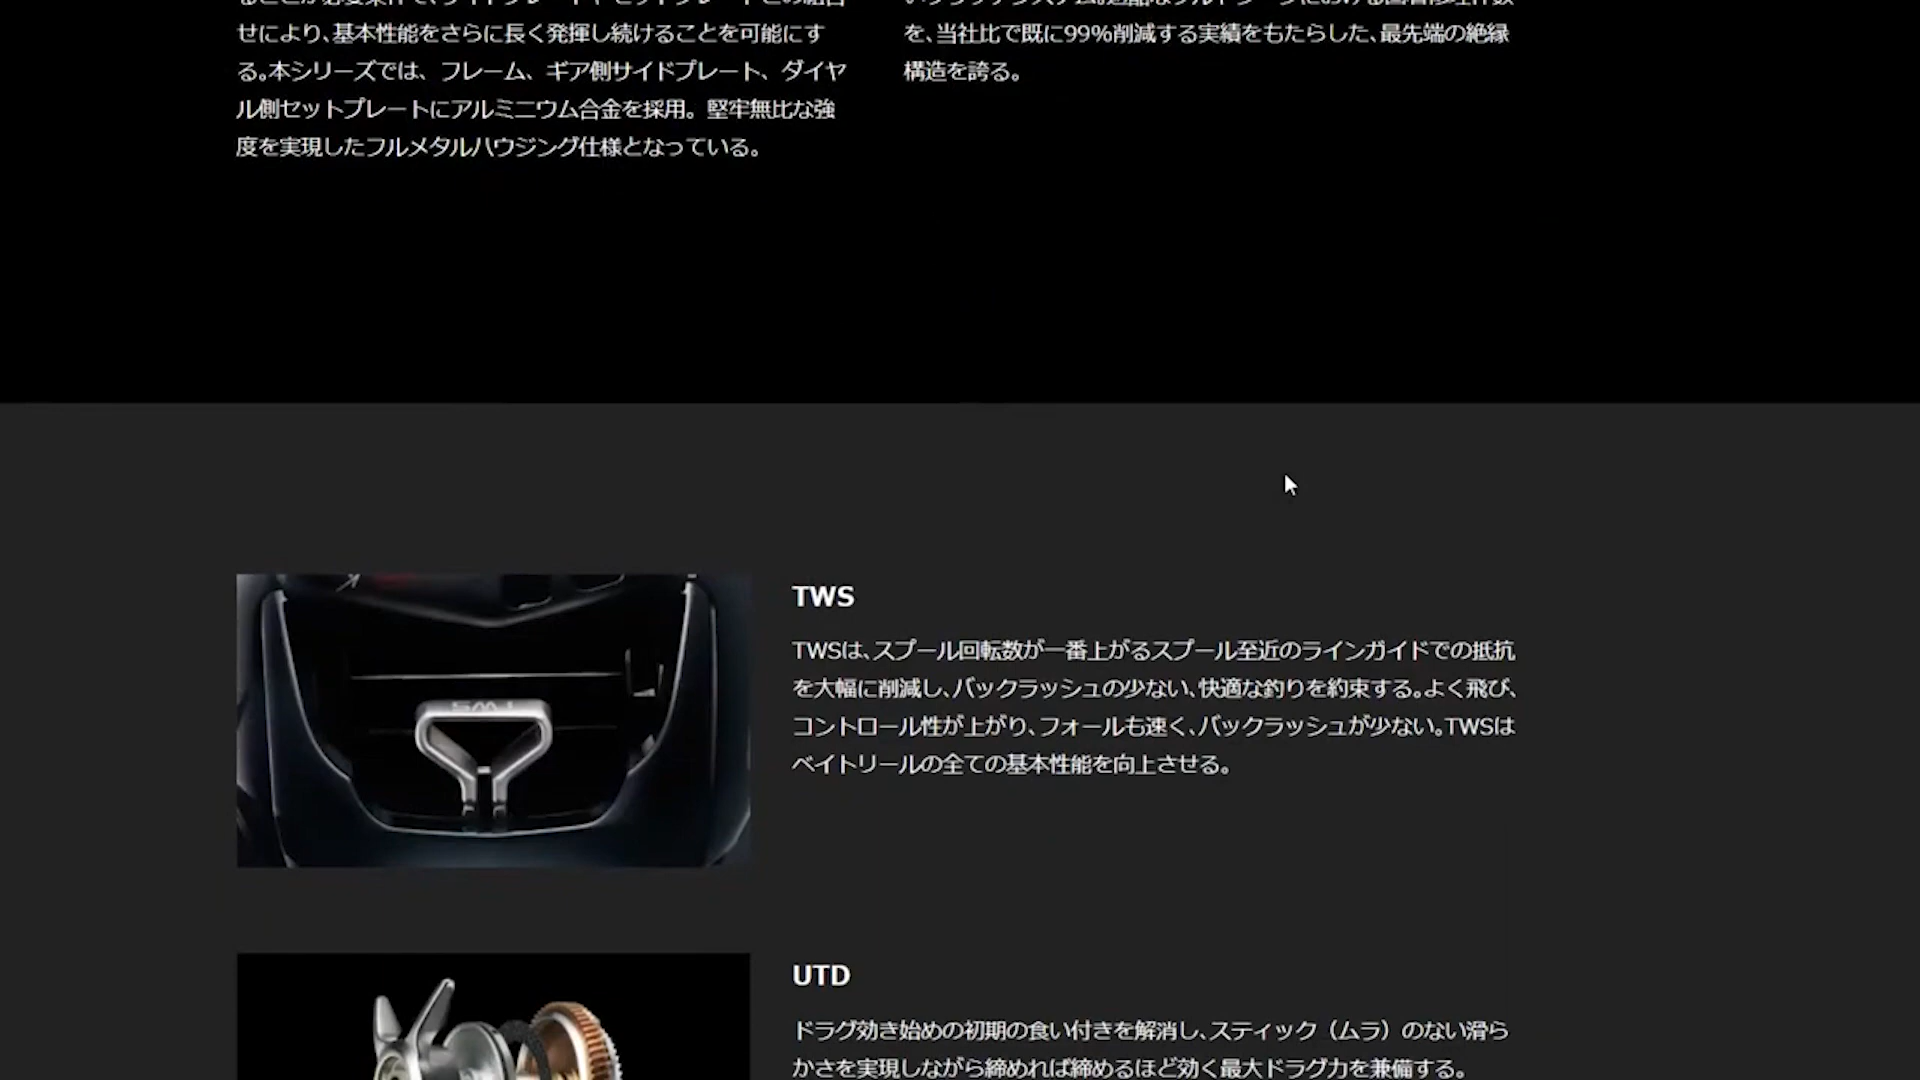 せにより、基本性能をさらに長く発揮し続けることを可能にす
る。本シリーズでは、フレーム、ギア側サイドプレート、ダイヤ
ル側セットプレートにアルミニウム合金を採用。堅牢無比な強
度を実現したフルメタルハウジング仕様となっている。
を、当社比で既に99%削減する実績をもたらした、最先端の絶縁
構造を誇る。
TWS
TWS
TWSは、スプール回転数が一番上がるスプール至近のラインガイドでの抵抗
を大幅に削減し、バックラッシュの少ない、快適な釣りを約束する。よく飛び、
コントロール性が上がり、フォールも速く、バックラッシュが少ない。TWSは
ベイトリールの全ての基本性能を向上させる。
UTD
ドラグ効き始めの初期の食い付きを解消し、スティック（ムラ）のない滑ら
かさを実現しながら締めれば締めるほど効く最大ドラグ力を兼備する。